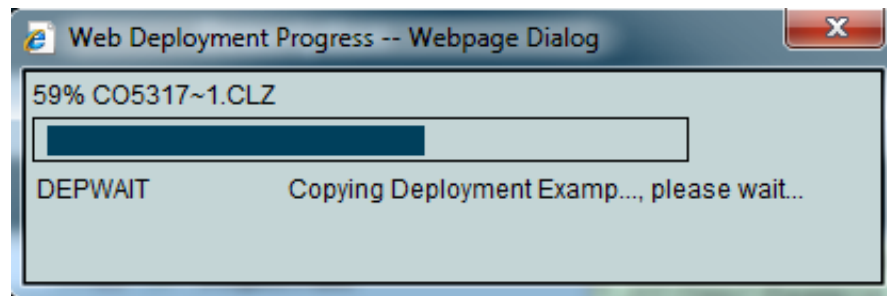 Web Deployment Progress -- Webpage Dialog
59% CO5317~1.CLZ
DEPWAIT Copying Deployment Examp..., please wait...